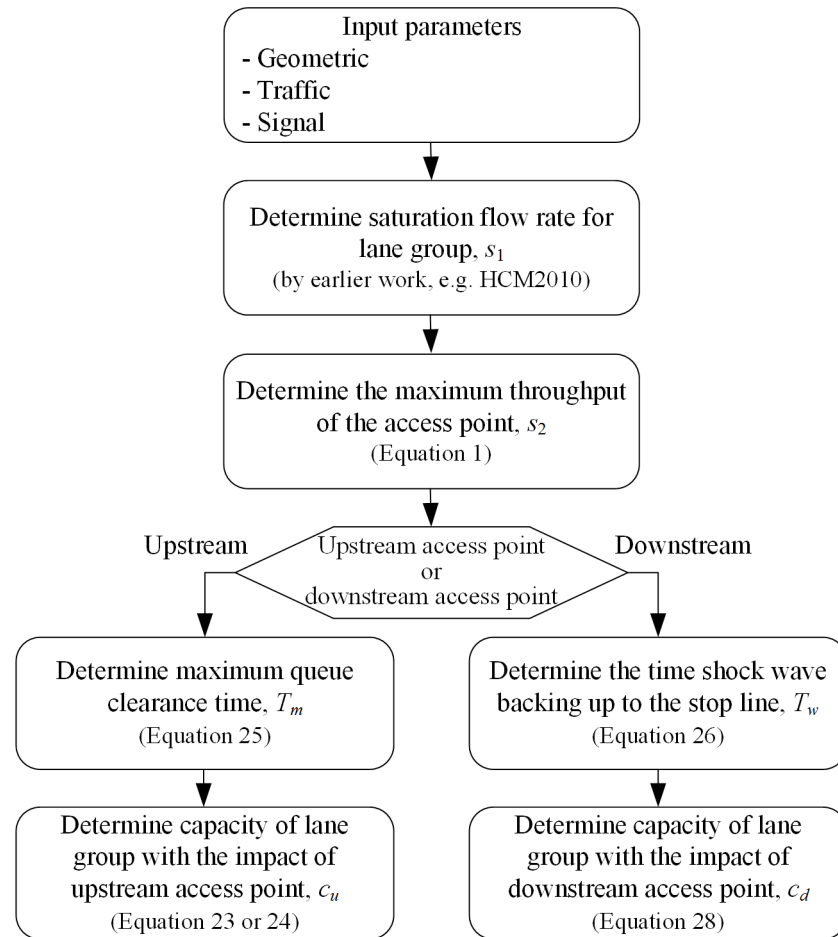 Input parameters
- Geometric
- Traffic
- Signal
Determine saturation flow rate for
lane group, s1
(by earlier work, e.g. HCM2010)
Determine the maximum throughput
of the access point, s2
(Equation 1)
Upstream
Upstream access point
or
downstream access point
Downstream
Determine maximum queue
clearance time, Tm
(Equation 25)
Determine the time shock wave
backing up to the stop line, Tw
(Equation 26)
Determine capacity of lane
group with the impact of
upstream access point, cu
(Equation 23 or 24)
Determine capacity of lane
group with the impact of
downstream access point, cd
(Equation 28)